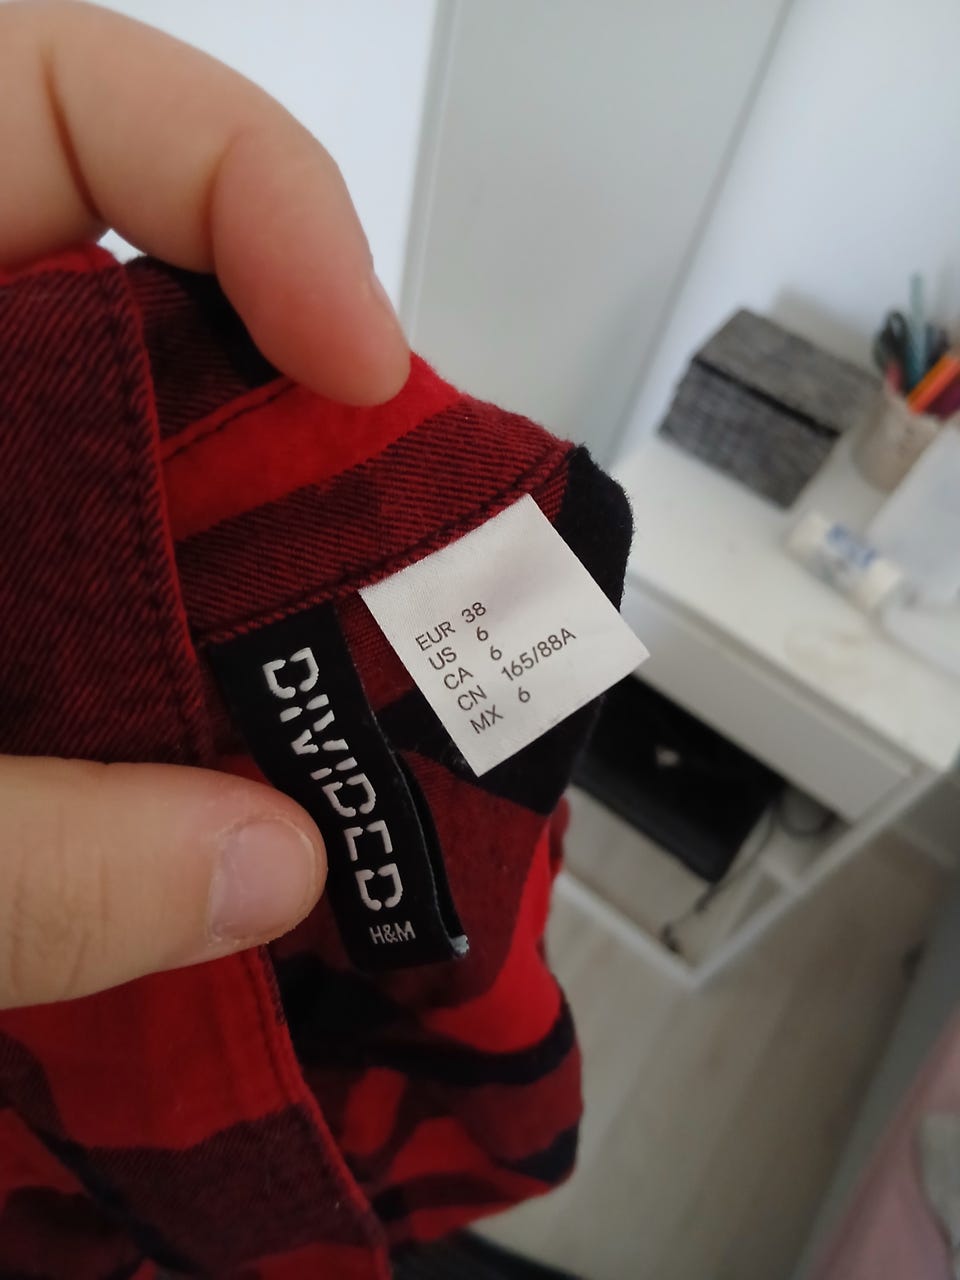 EUR 38
US 6
CA 6
CN 165/88A
MX 6
DIVIDED
H&M